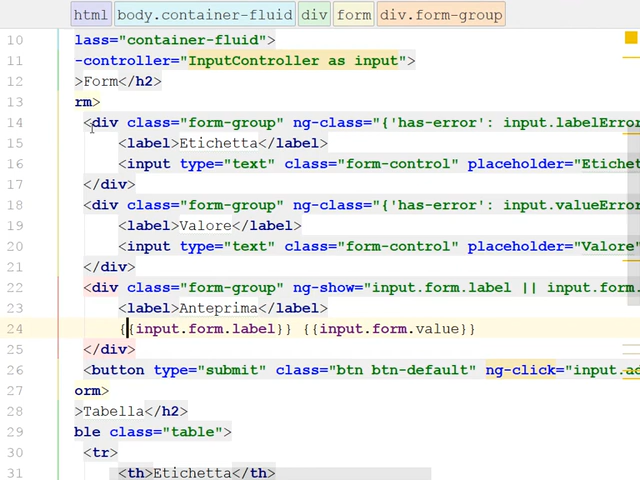 html body.container-fluid div form div.form-group
10 lass="container-fluid">
11 -controller="InputController as input">
12 >Form</h2>
13 rm>
14 <div class="form-group" ng-class="{'has-error': input.labelError
15 <label>Etichetta</label>
16 <input type="text" class="form-control" placeholder="Etichet
17 </div>
18 <div class="form-group" ng-class="{'has-error': input.valueError
19 <label>Valore</label>
20 <input type="text" class="form-control" placeholder="Valore"
21 </div>
22 <div class="form-group" ng-show="input.form.label || input.form.
23 <label>Anteprima</label>
24 {{input.form.label}} {{input.form.value}}
25 </div>
26 <button type="submit" class="btn btn-default" ng-click="input.ad
27 orm>
28 >Tabella</h2>
29 ble class="table">
30 <tr>
31 <th>Etichetta</th>